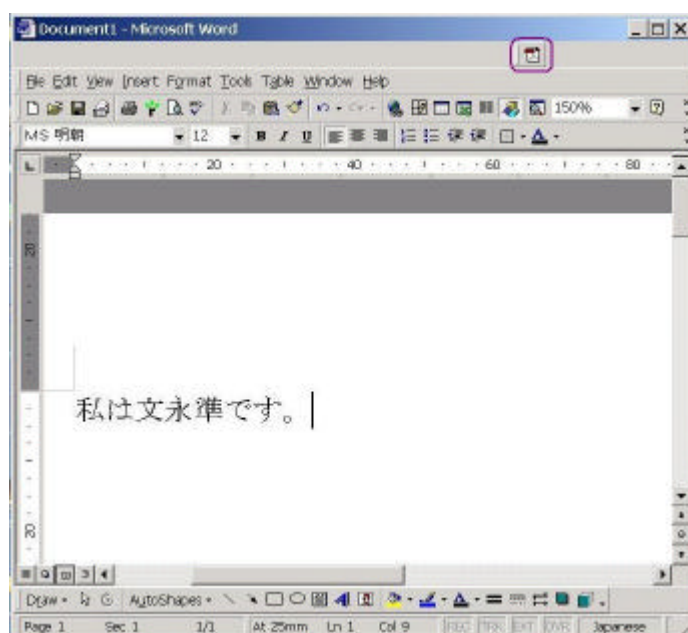 Document1 - Microsoft Word
File Edit View Insert Format Tools Table Window Help
150%
MS 明朝 12 B I U A
20 40 60 80
20
私は文永準です。
20
Draw AutoShapes A
Page 1 Sec 1 1/1 At 25mm Ln 1 Col 9 REC TRK EXT OVR Japanese